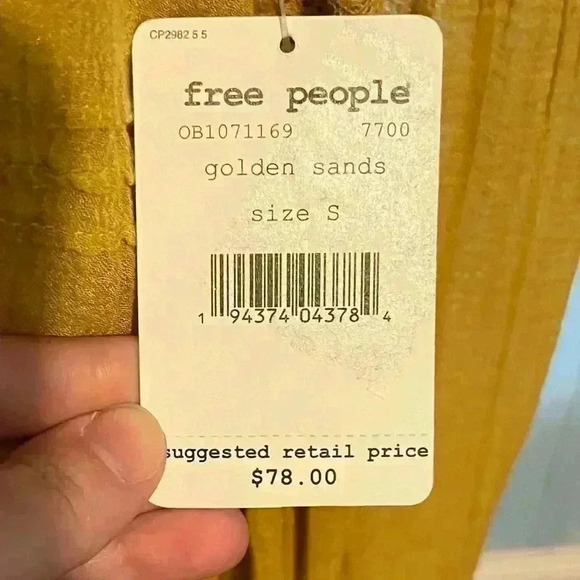 CP2982 5 5
free people
OB1071169 7700
golden sands
size S
1 94374 04378 4
suggested retail price
$78.00